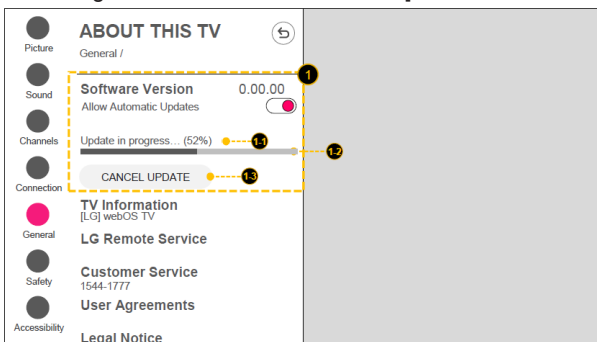 ABOUT THIS TV
General /
Picture
Sound
Channels
Connection
General
Safety
Accessibility
Software Version 0.00.00
Allow Automatic Updates
Update in progress... (52%)
CANCEL UPDATE
1
1-1
1-2
1-3
TV Information
[LG] webOS TV
LG Remote Service
Customer Service
1544-1777
User Agreements
Legal Notice